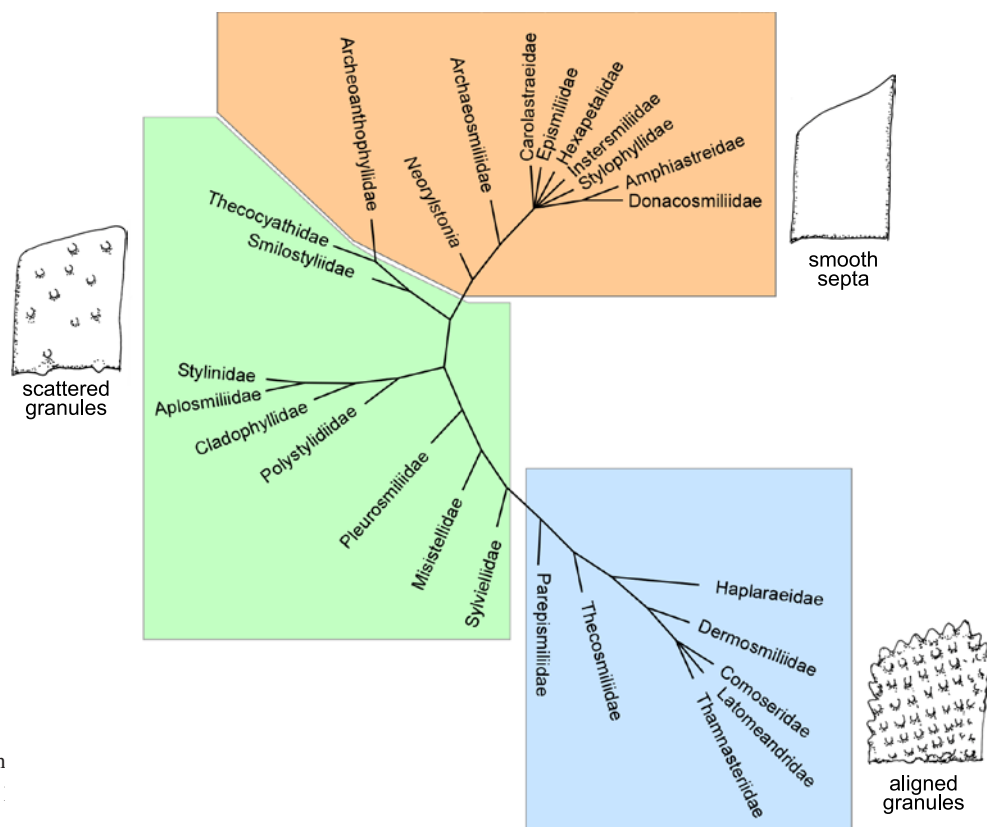 Archeoanthophyllidae
Archaeosmiliidae
Carolastraeidae
Epismiliidae
Hexapetalidae
Instersmiliidae
Stylophyllidae
Amphiastreidae
Donacosmiliidae
Neorylstonia
Thecocyathidae
Smilostyliidae
smooth
septa
scattered
granules
Stylinidae
Aplosmiliidae
Cladophyllidae
Polystylidiidae
Pleurosmiliidae
Misistellidae
Sylviellidae
Parepismiliidae
Thecosmiliidae
Haplaraeidae
Dermosmiliidae
Comoseridae
Latomeandridae
Thamnasteriidae
aligned
granules
n